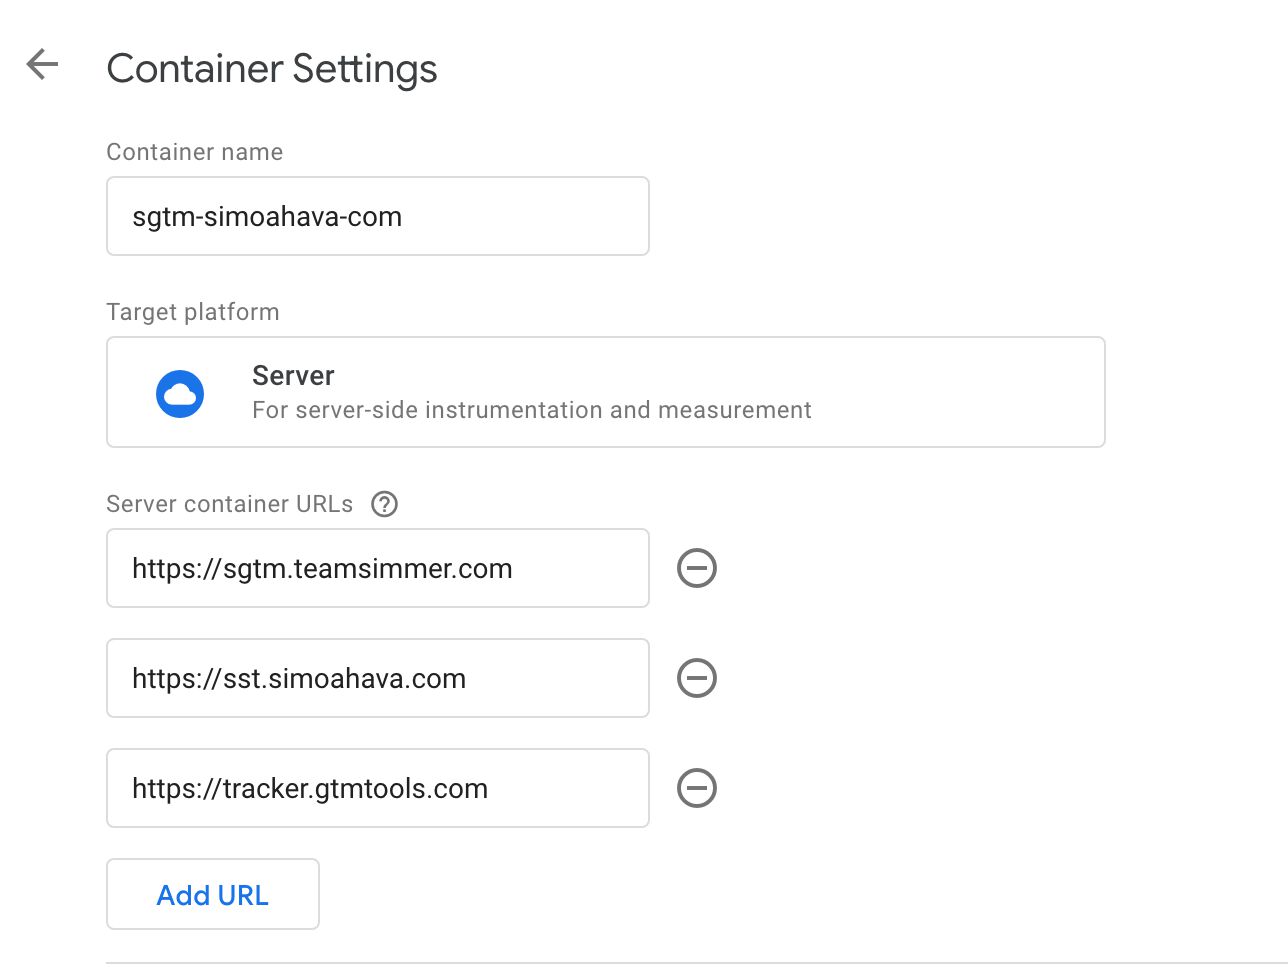 Container Settings
Container name
sgtm-simoahava-com
Target platform
Server
For server-side instrumentation and measurement
Server container URLs ?
https://sgtm.teamsimmer.com
https://sst.simoahava.com
https://tracker.gtmtools.com
Add URL